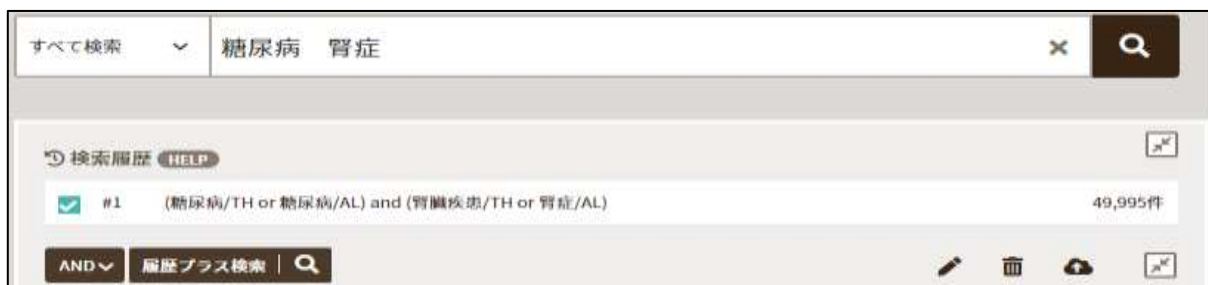 すべて検索 糖尿病 腎症
検索履歴 HELP
#1 (糖尿病/TH or 糖尿病/AL) and (腎臓疾患/TH or 腎症/AL) 49,995件
AND 履歴プラス検索